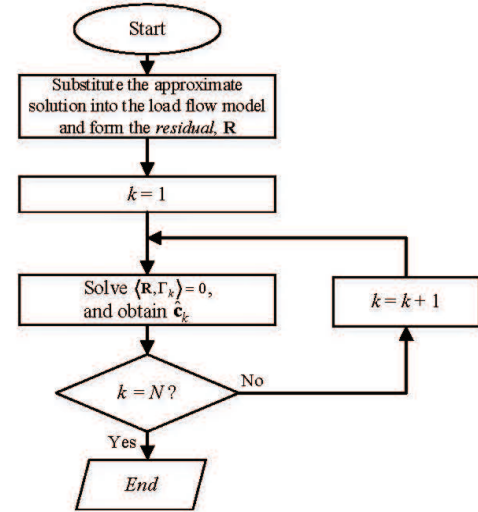 Start
Substitute the approximate
solution into the load flow model
and form the residual, R
k = 1
Solve ⟨R,Γₖ⟩ = 0,
and obtain ĉₖ
k = k + 1
k = N ?
No
Yes
End